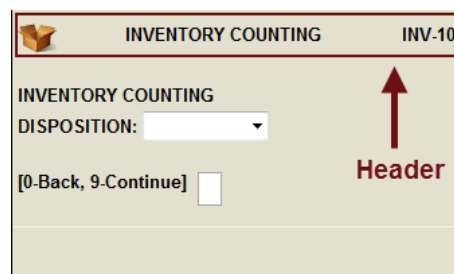 INVENTORY COUNTING INV-10
INVENTORY COUNTING
DISPOSITION:
Header
[0-Back, 9-Continue]